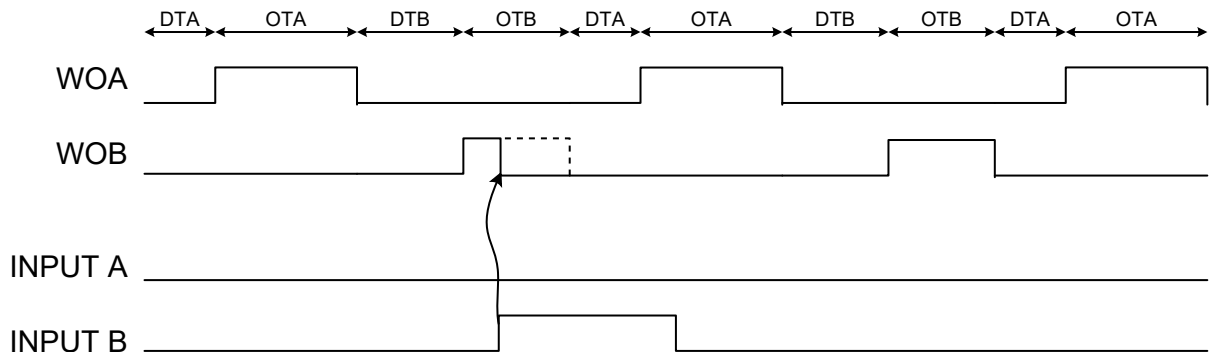 DTA OTA DTB OTB DTA OTA DTB OTB DTA OTA
WOA
WOB
INPUT A
INPUT B